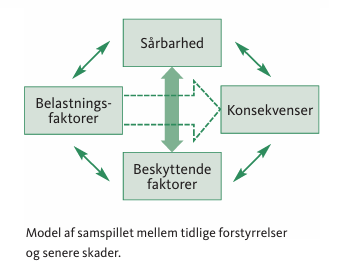 Sårbarhed
Belastnings-
faktorer
Konsekvenser
Beskyttende
faktorer
Model af samspillet mellem tidlige forstyrrelser
og senere skader.